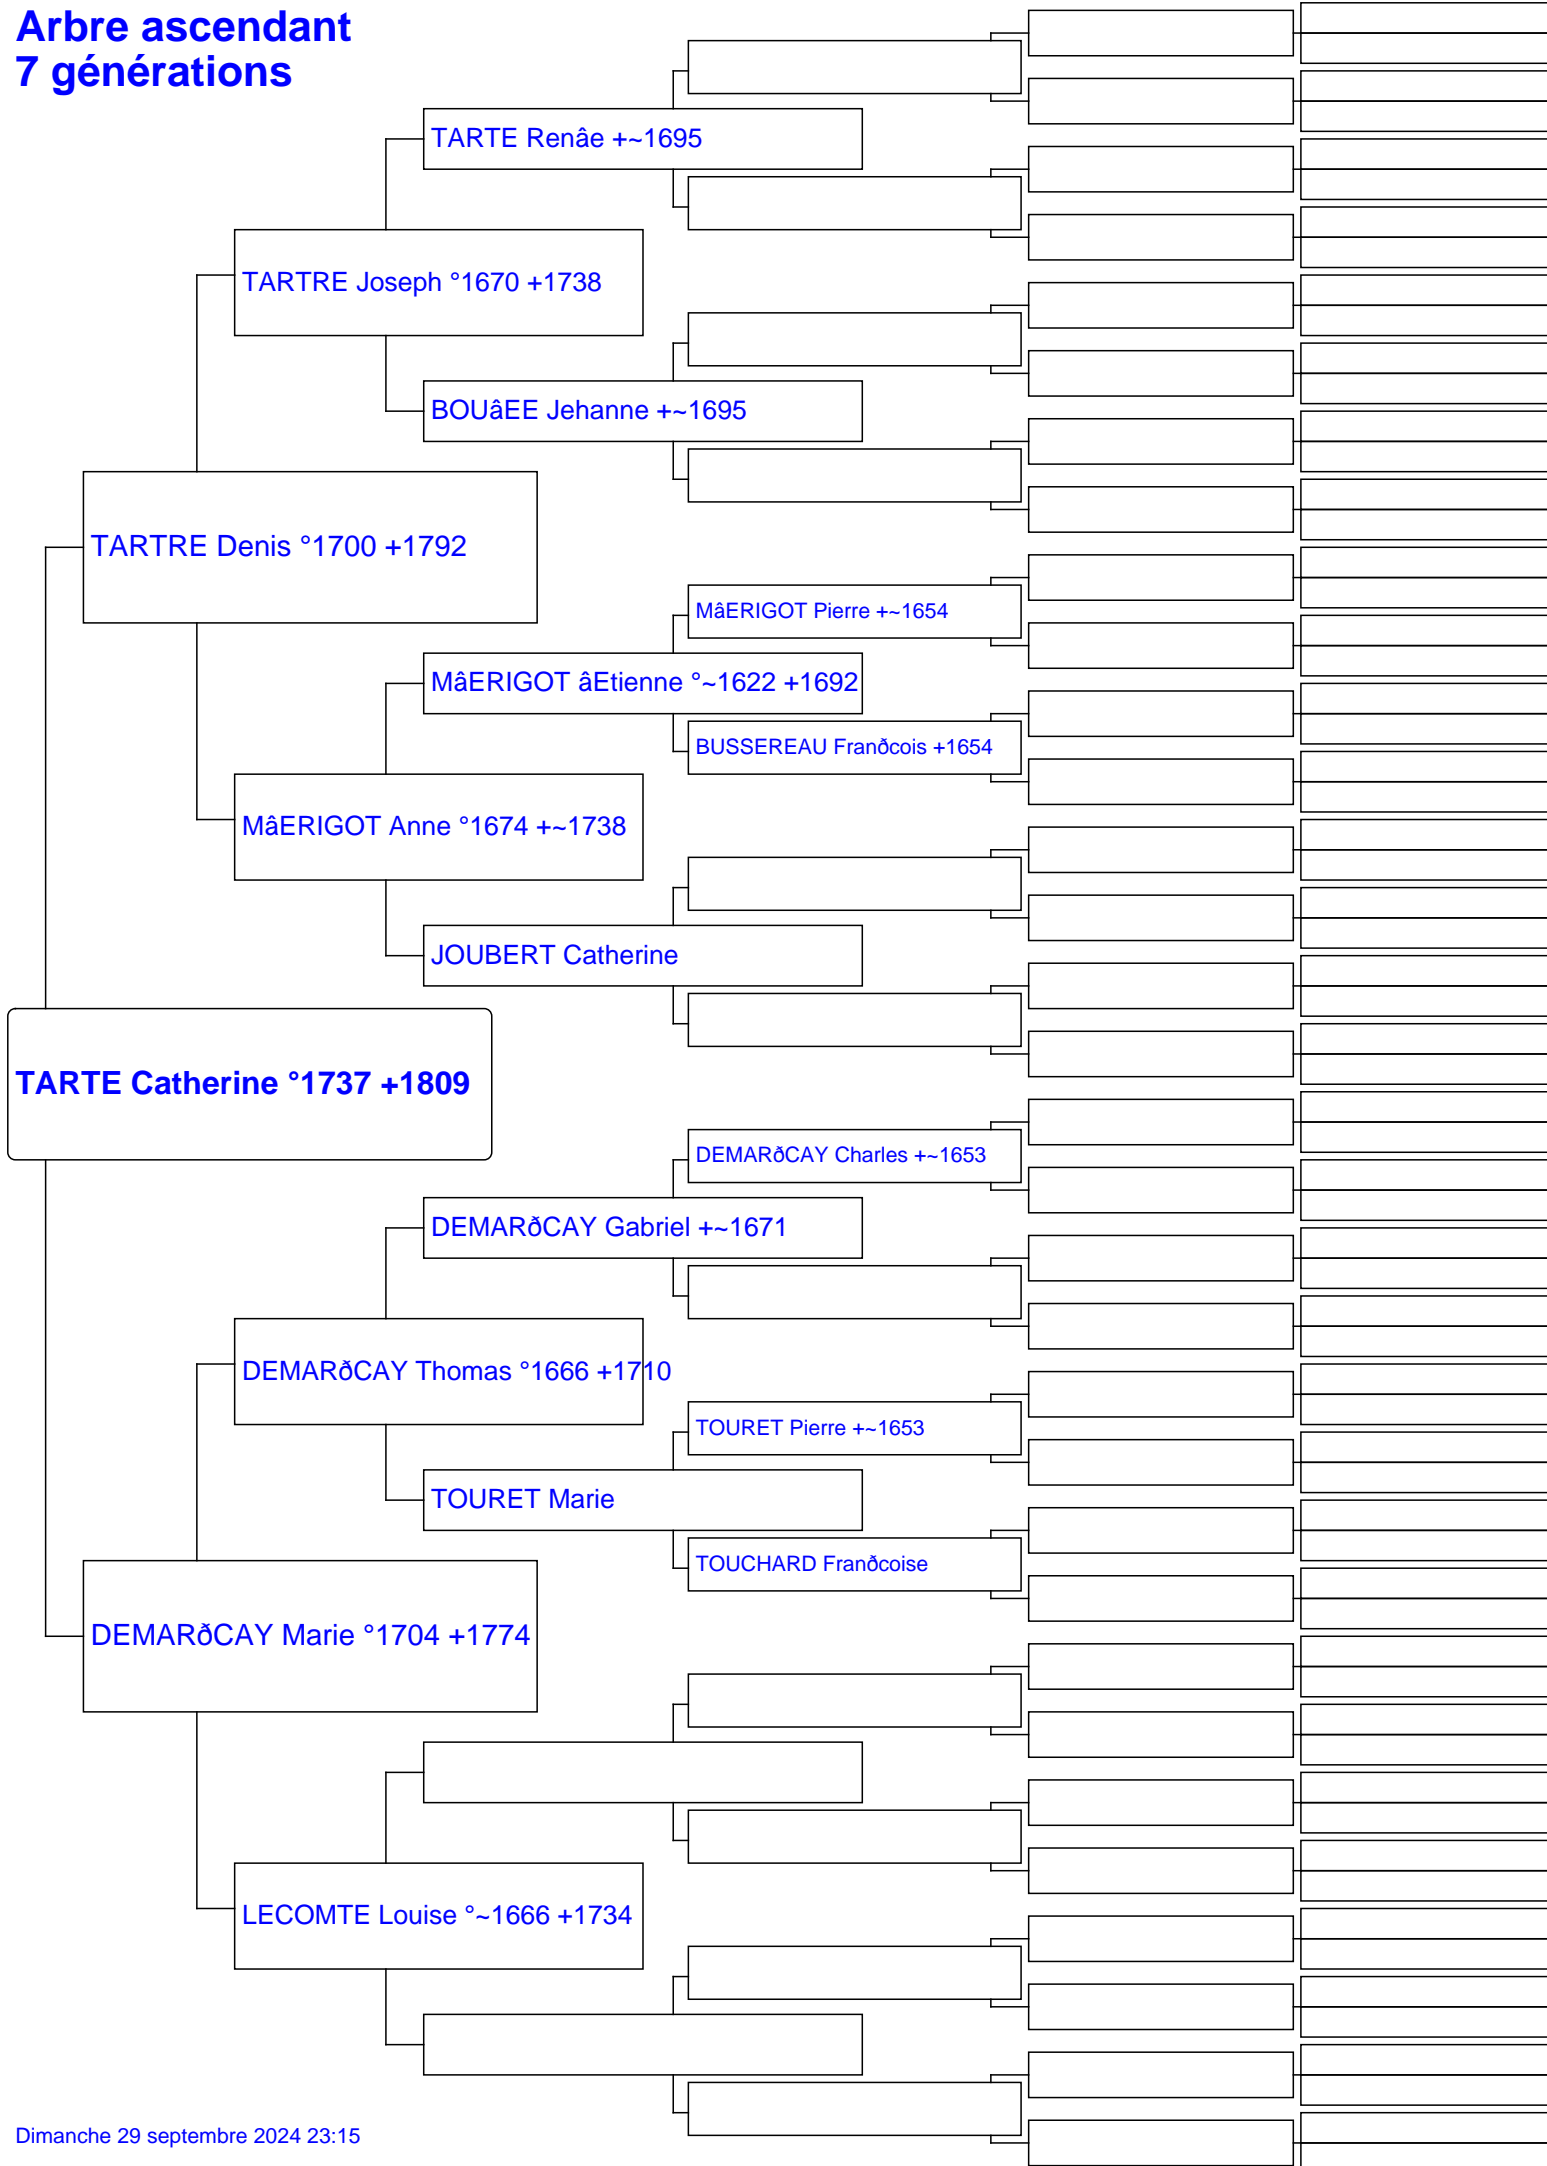 Arbre ascendant
7 générations
TARTE Renâe +~1695
TARTRE Joseph °1670 +1738
BOUâEE Jehanne +~1695
TARTRE Denis °1700 +1792
MâERIGOT Pierre +~1654
MâERIGOT âEtienne °~1622 +1692
BUSSEREAU Franðcois +1654
MâERIGOT Anne °1674 +~1738
JOUBERT Catherine
TARTE Catherine °1737 +1809
DEMARðCAY Charles +~1653
DEMARðCAY Gabriel +~1671
DEMARðCAY Thomas °1666 +1710
TOURET Pierre +~1653
TOURET Marie
TOUCHARD Franðcoise
DEMARðCAY Marie °1704 +1774
LECOMTE Louise °~1666 +1734
Dimanche 29 septembre 2024 23:15